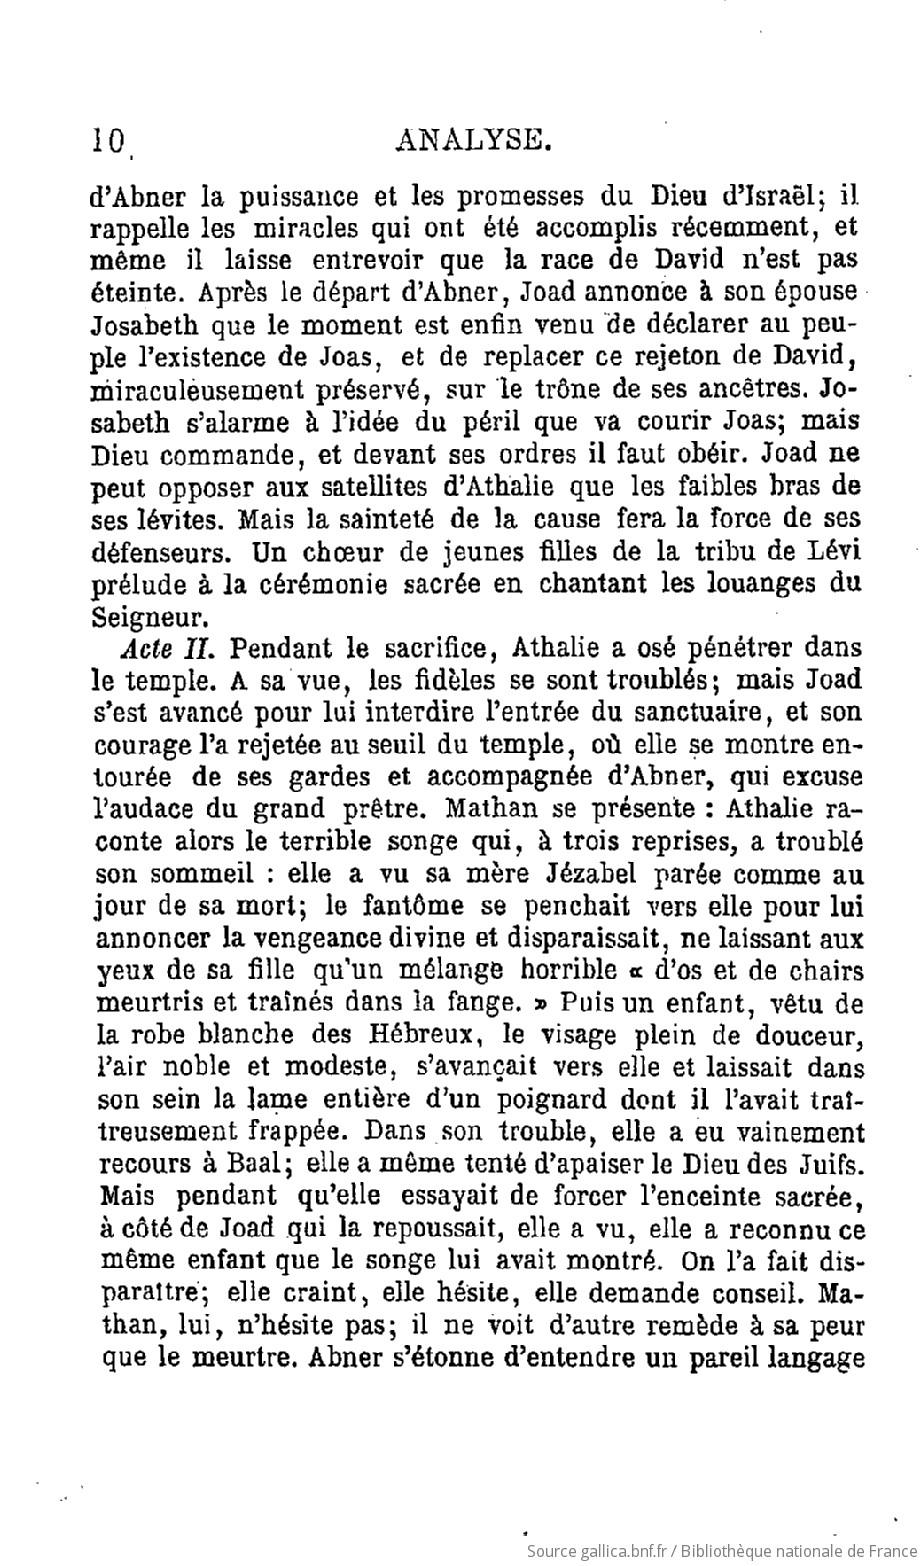 10 ANALYSE.
d'Abner la puissance et les promesses du Dieu d'Israël; il
rappelle les miracles qui ont été accomplis récemment, et
même il laisse entrevoir que la race de David n'est pas
éteinte. Après le départ d'Abner, Joad annonce à son épouse
Josabeth que le moment est enfin venu de déclarer au peu-
ple l'existence de Joas, et de replacer ce rejeton de David,
miraculeusement préservé, sur le trône de ses ancêtres. Jo-
sabeth s'alarme à l'idée du péril que va courir Joas; mais
Dieu commande, et devant ses ordres il faut obéir. Joad ne
peut opposer aux satellites d'Athalie que les faibles bras de
ses lévites. Mais la sainteté de la cause fera la force de ses
défenseurs. Un chœur de jeunes filles de la tribu de Lévi
prélude à la cérémonie sacrée en chantant les louanges du
Seigneur.
Acte II. Pendant le sacrifice, Athalie a osé pénétrer dans
le temple. A sa vue, les fidèles se sont troublés; mais Joad
s'est avancé pour lui interdire l'entrée du sanctuaire, et son
courage l'a rejetée au seuil du temple, où elle se montre en-
tourée de ses gardes et accompagnée d'Abner, qui excuse
l'audace du grand prêtre. Mathan se présente : Athalie ra-
conte alors le terrible songe qui, à trois reprises, a troublé
son sommeil : elle a vu sa mère Jézabel parée comme au
jour de sa mort; le fantôme se penchait vers elle pour lui
annoncer la vengeance divine et disparaissait, ne laissant aux
yeux de sa fille qu'un mélange horrible « d'os et de chairs
meurtris et traînés dans la fange. » Puis un enfant, vêtu de
la robe blanche des Hébreux, le visage plein de douceur,
l'air noble et modeste, s'avançait vers elle et laissait dans
son sein la lame entière d'un poignard dont il l'avait traî-
treusement frappée. Dans son trouble, elle a eu vainement
recours à Baal; elle a même tenté d'apaiser le Dieu des Juifs.
Mais pendant qu'elle essayait de forcer l'enceinte sacrée,
à côté de Joad qui la repoussait, elle a vu, elle a reconnu ce
même enfant que le songe lui avait montré. On l'a fait dis-
paraître; elle craint, elle hésite, elle demande conseil. Ma-
than, lui, n'hésite pas; il ne voit d'autre remède à sa peur
que le meurtre. Abner s'étonne d'entendre un pareil langage
Source gallica.bnf.fr / Bibliothèque nationale de France